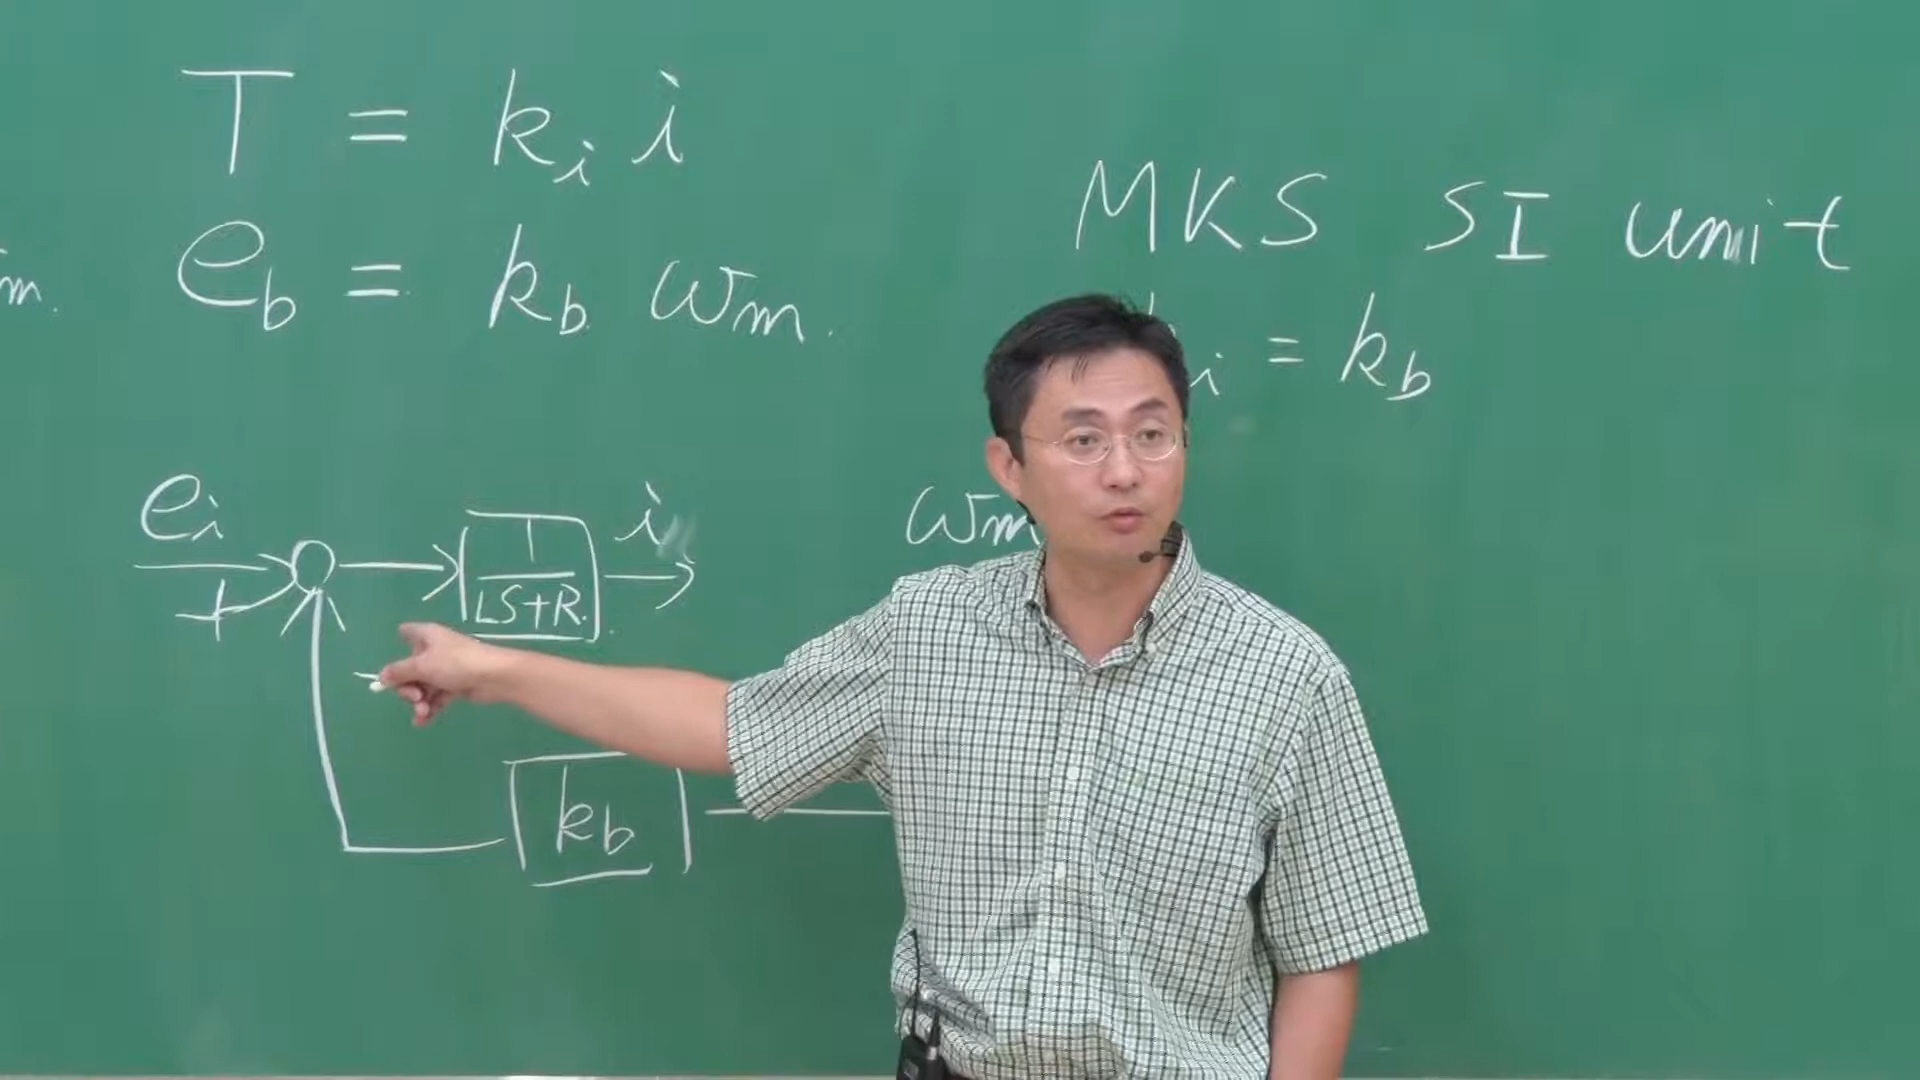 T = ki i
eb = kb ωm.
m.
MKS SI unit
i = kb
ei
+
1
LS+R.
i
ωm
-
kb